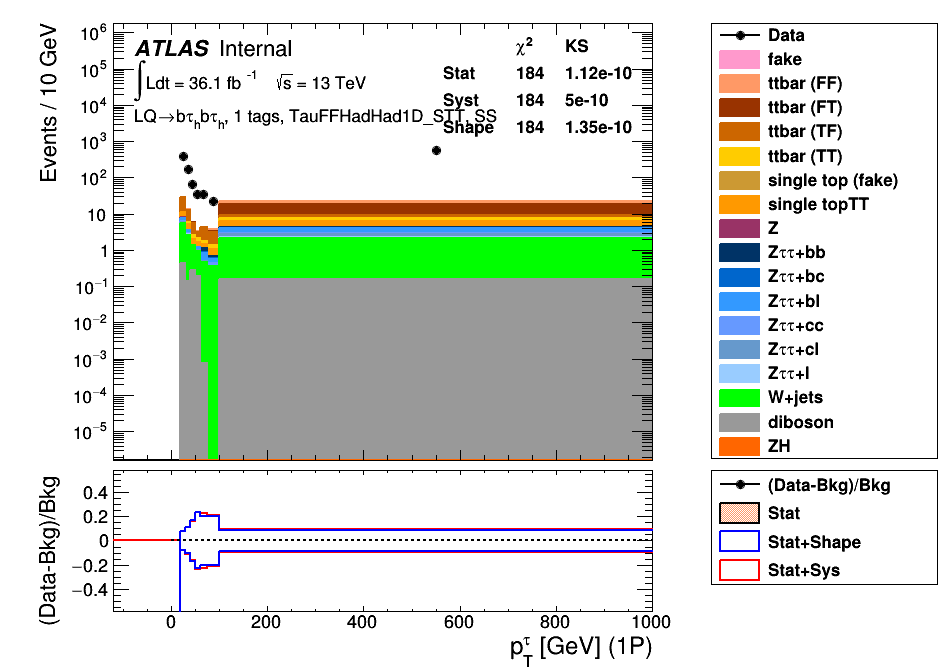 ATLAS Internal
∫Ldt = 36.1 fb⁻¹ √s = 13 TeV
LQ→bτₕbτₕ, 1 tags, TauFFHadHad1D_STT, SS
χ² KS
Stat 184 1.12e-10
Syst 184 5e-10
Shape 184 1.35e-10
Events / 10 GeV
10⁶
10⁵
10⁴
10³
10²
10
1
10⁻¹
10⁻²
10⁻³
10⁻⁴
10⁻⁵
Data
fake
ttbar (FF)
ttbar (FT)
ttbar (TF)
ttbar (TT)
single top (fake)
single topTT
Z
Zττ+bb
Zττ+bc
Zττ+bl
Zττ+cc
Zττ+cl
Zττ+l
W+jets
diboson
ZH
(Data-Bkg)/Bkg
0.4
0.2
0
−0.2
−0.4
0 200 400 600 800 1000
p_T^τ [GeV] (1P)
(Data-Bkg)/Bkg
Stat
Stat+Shape
Stat+Sys